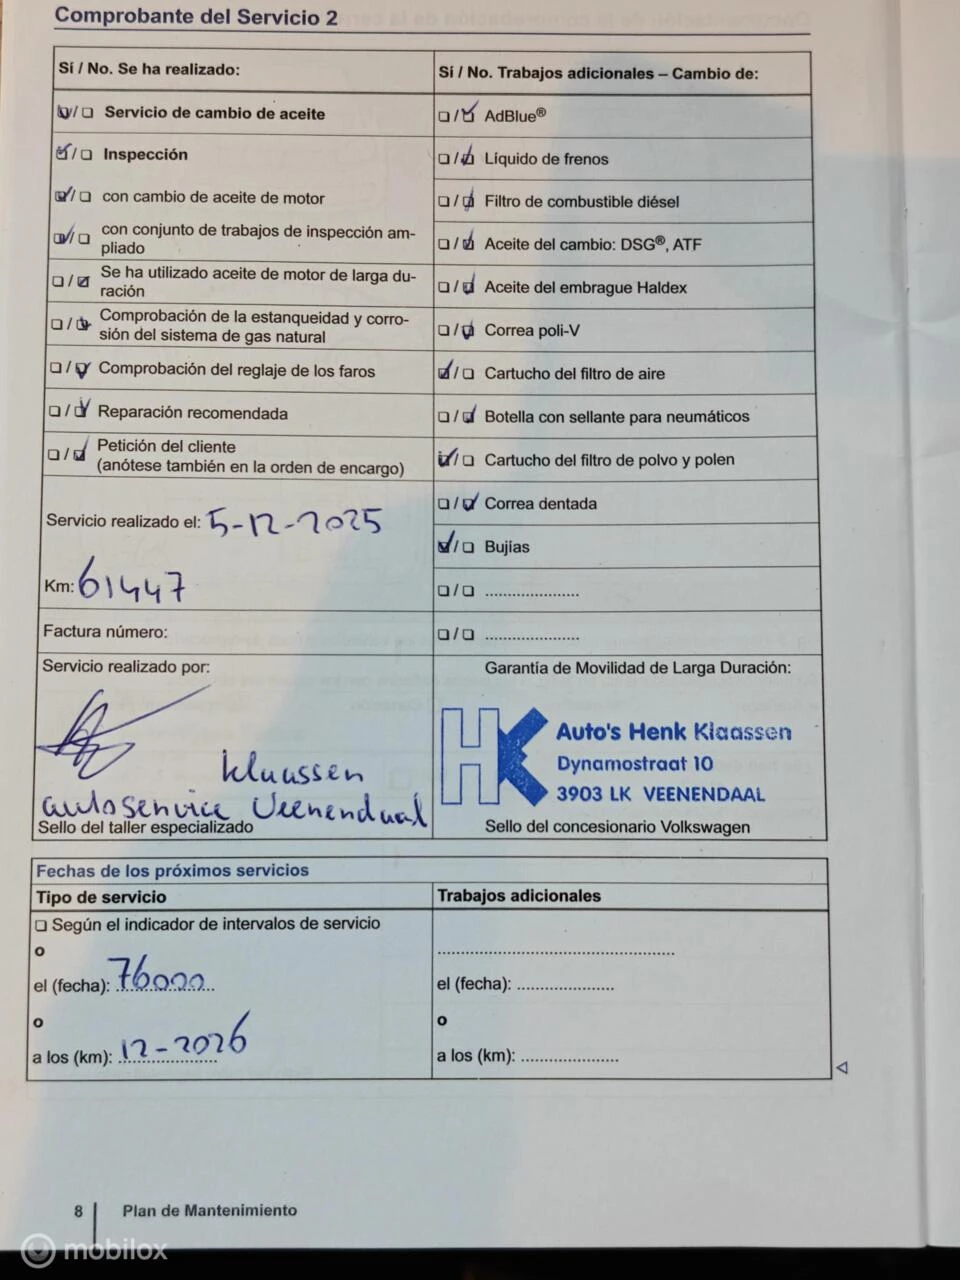 Comprobante del Servicio 2
Sí / No. Se ha realizado:
☑/☐ Servicio de cambio de aceite
☑/☐ Inspección
☑/☐ con cambio de aceite de motor
☑/☐ con conjunto de trabajos de inspección am-
pliado
☐/☑ Se ha utilizado aceite de motor de larga du-
ración
☐/☑ Comprobación de la estanqueidad y corro-
sión del sistema de gas natural
☐/☑ Comprobación del reglaje de los faros
☐/☑ Reparación recomendada
☐/☑ Petición del cliente
(anótese también en la orden de encargo)
Servicio realizado el: 5-12-2025
Km: 61447
Factura número:
Servicio realizado por:
Klaassen
autoservice Veenendaal
Sello del taller especializado
Sí / No. Trabajos adicionales – Cambio de:
☐/☑ AdBlue®
☐/☑ Líquido de frenos
☐/☑ Filtro de combustible diésel
☐/☑ Aceite del cambio: DSG®, ATF
☐/☑ Aceite del embrague Haldex
☐/☑ Correa poli-V
☑/☐ Cartucho del filtro de aire
☐/☑ Botella con sellante para neumáticos
☑/☐ Cartucho del filtro de polvo y polen
☐/☑ Correa dentada
☑/☐ Bujías
☐/☐ ......................
☐/☐ ......................
Garantía de Movilidad de Larga Duración:
HK Auto's Henk Klaassen
Dynamostraat 10
3903 LK VEENENDAAL
Sello del concesionario Volkswagen
Fechas de los próximos servicios
Tipo de servicio
☐ Según el indicador de intervalos de servicio
o
el (fecha): 76000
o
a los (km): 12-2026
Trabajos adicionales
......................................................
el (fecha): ......................
o
a los (km): ......................
8 Plan de Mantenimiento
mobilox